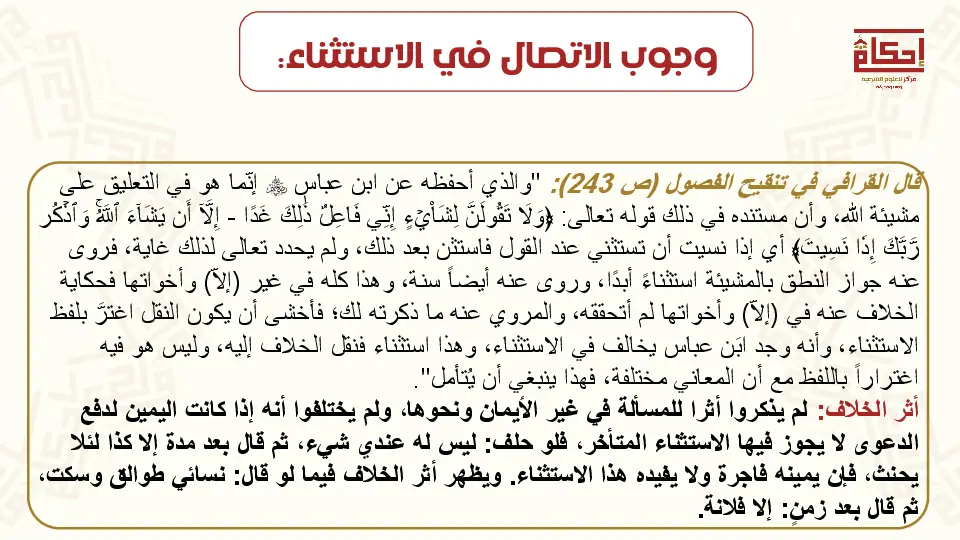 وجوب الاتصال في الاستثناء:
إحكام
مركز للعلوم الشرعية
قال القرافي في تنقيح الفصول (ص 243): "والذي أحفظه عن ابن عباس ﷺ إنّما هو في التعليق على
مشيئة الله، وأن مستنده في ذلك قوله تعالى: ﴿وَلَا تَقُولَنَّ لِشَاْيْءٍ إِنِّي فَاعِلٌ ذَٰلِكَ غَدًا - إِلَّآ أَن يَشَآءَ ٱللَّهُۚ وَٱذۡكُر
رَّبَّكَ إِذَا نَسِيتَ﴾ أي إذا نسيت أن تستثني عند القول فاستثن بعد ذلك، ولم يحدد تعالى لذلك غاية، فروى
عنه جواز النطق بالمشيئة استثناءً أبدًا، وروى عنه أيضاً سنة، وهذا كله في غير (إلاّ) وأخواتها فحكاية
الخلاف عنه في (إلاّ) وأخواتها لم أتحققه، والمروي عنه ما ذكرته لك؛ فأخشى أن يكون النقل اغترَّ بلفظ
الاستثناء، وأنه وجد ابَن عباس يخالف في الاستثناء، وهذا استثناء فنقل الخلاف إليه، وليس هو فيه
اغتراراً باللفظ مع أن المعاني مختلفة، فهذا ينبغي أن يُتأمل".
أثر الخلاف: لم يذكروا أثرا للمسألة في غير الأيمان ونحوها، ولم يختلفوا أنه إذا كانت اليمين لدفع
الدعوى لا يجوز فيها الاستثناء المتأخر، فلو حلف: ليس له عندي شيء، ثم قال بعد مدة إلا كذا لئلا
يحنث، فإن يمينه فاجرة ولا يفيده هذا الاستثناء. ويظهر أثر الخلاف فيما لو قال: نسائي طوالق وسكت،
ثم قال بعد زمنٍ: إلا فلانة.